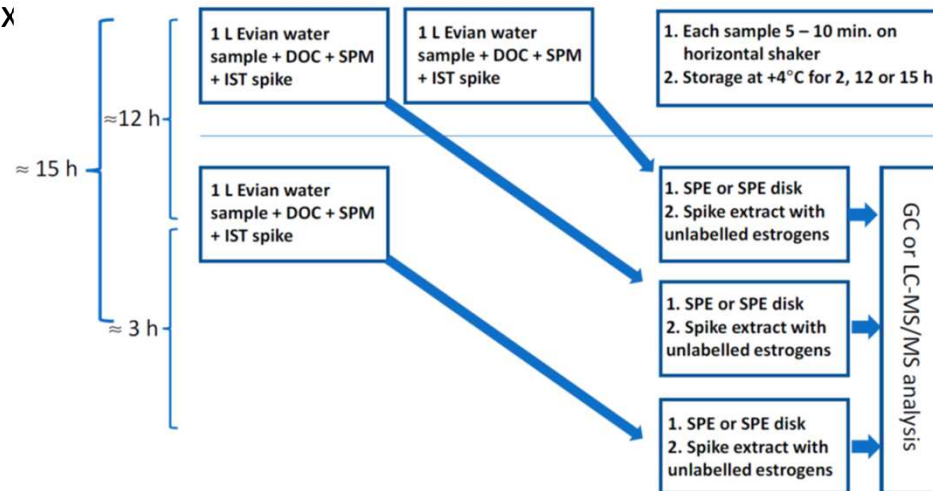 X
1 L Evian water
sample + DOC + SPM
+ IST spike
1 L Evian water
sample + DOC + SPM
+ IST spike
1. Each sample 5 – 10 min. on
horizontal shaker
2. Storage at +4°C for 2, 12 or 15 h
≈12 h
≈ 15 h
1 L Evian water
sample + DOC + SPM
+ IST spike
1. SPE or SPE disk
2. Spike extract with
unlabelled estrogens
1. SPE or SPE disk
2. Spike extract with
unlabelled estrogens
≈ 3 h
1. SPE or SPE disk
2. Spike extract with
unlabelled estrogens
GC or LC-MS/MS analysis